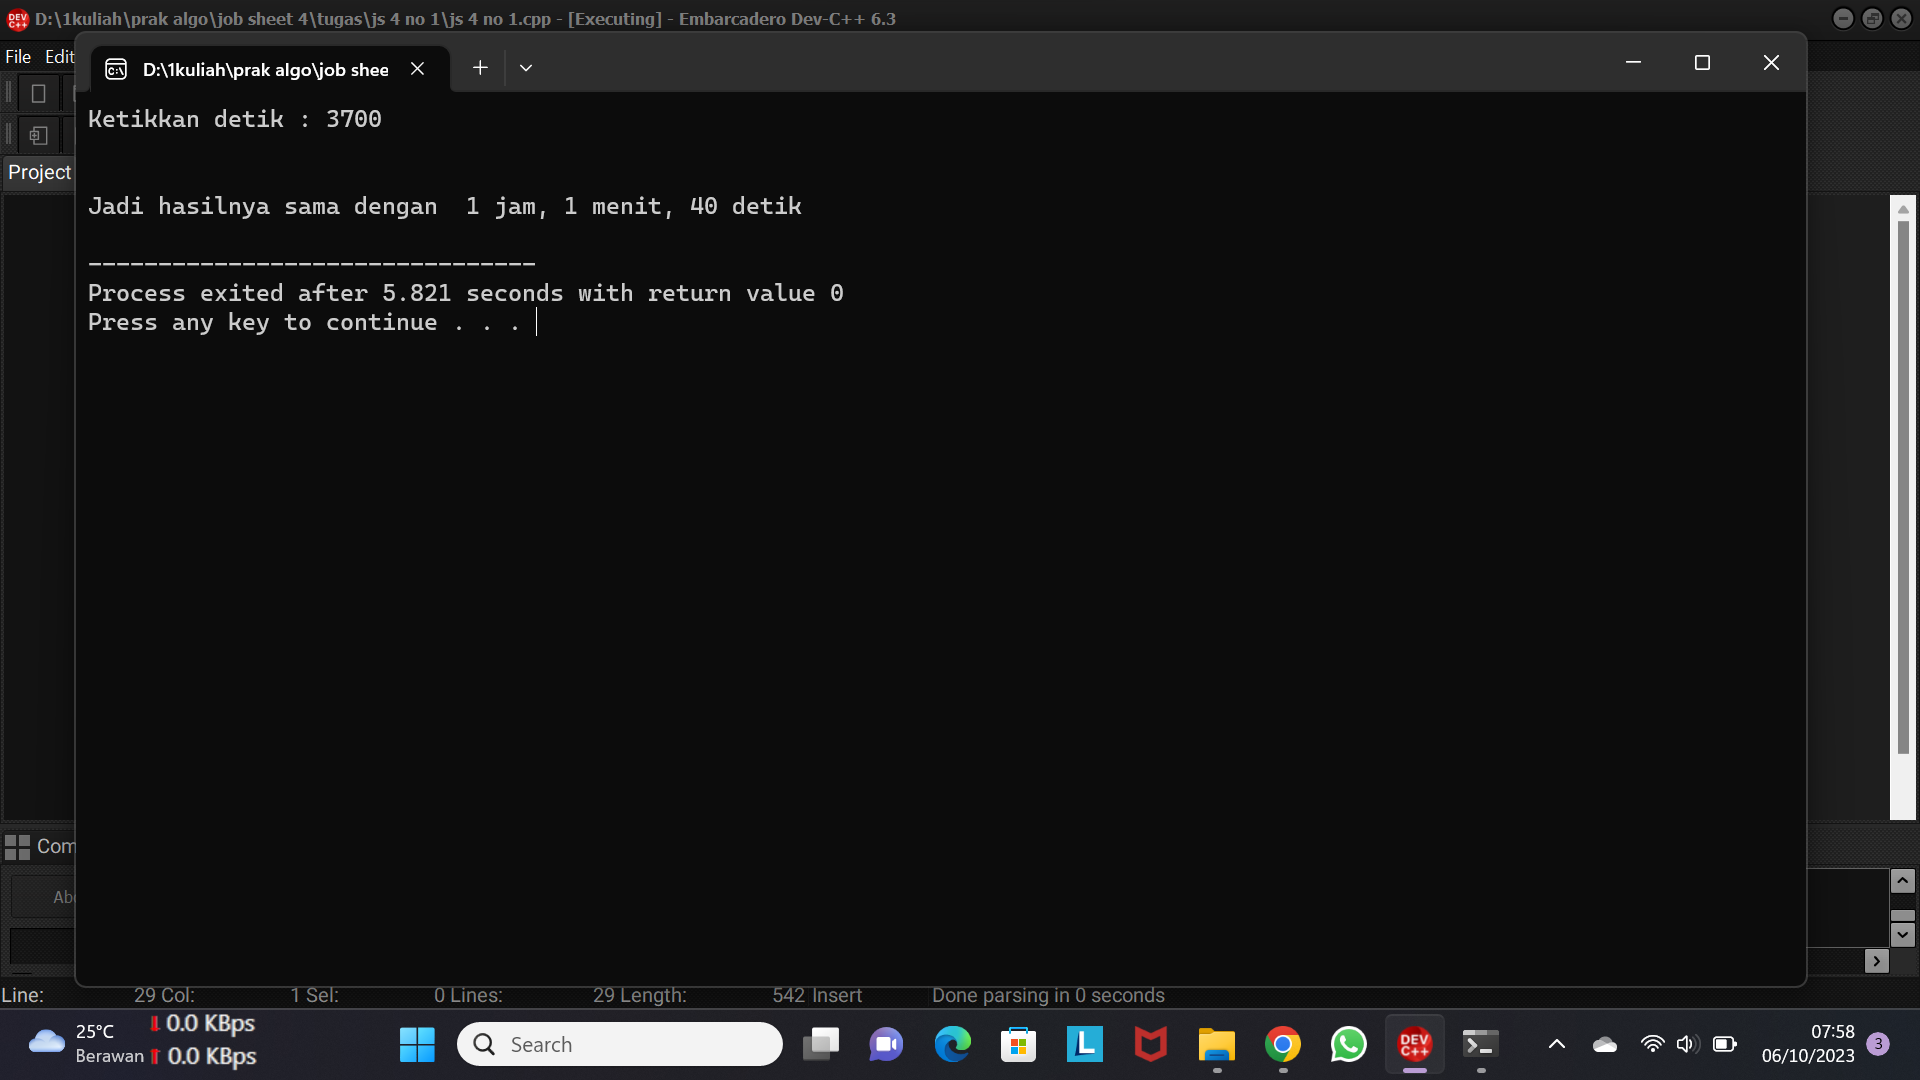 D:\1kuliah\prak algo\job sheet 4\tugas\js 4 no 1\js 4 no 1.cpp - [Executing] - Embarcadero Dev-C++ 6.3
File Edit
D:\1kuliah\prak algo\job shee
Ketikkan detik : 3700
Project
Jadi hasilnya sama dengan  1 jam, 1 menit, 40 detik
--------------------------------
Process exited after 5.821 seconds with return value 0
Press any key to continue . . .
Com
Line: 29 Col: 1 Sel: 0 Lines: 29 Length: 542 Insert Done parsing in 0 seconds
25°C
Berawan
0.0 KBps
0.0 KBps
Search
L
DEV C++
07:58
06/10/2023
3